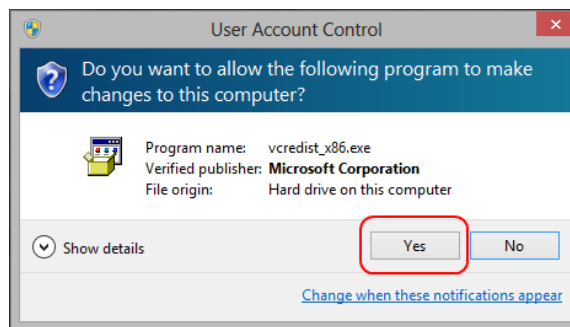 User Account Control
Do you want to allow the following program to make
changes to this computer?
Program name: vcredist_x86.exe
Verified publisher: Microsoft Corporation
File origin: Hard drive on this computer
Show details
Yes No
Change when these notifications appear